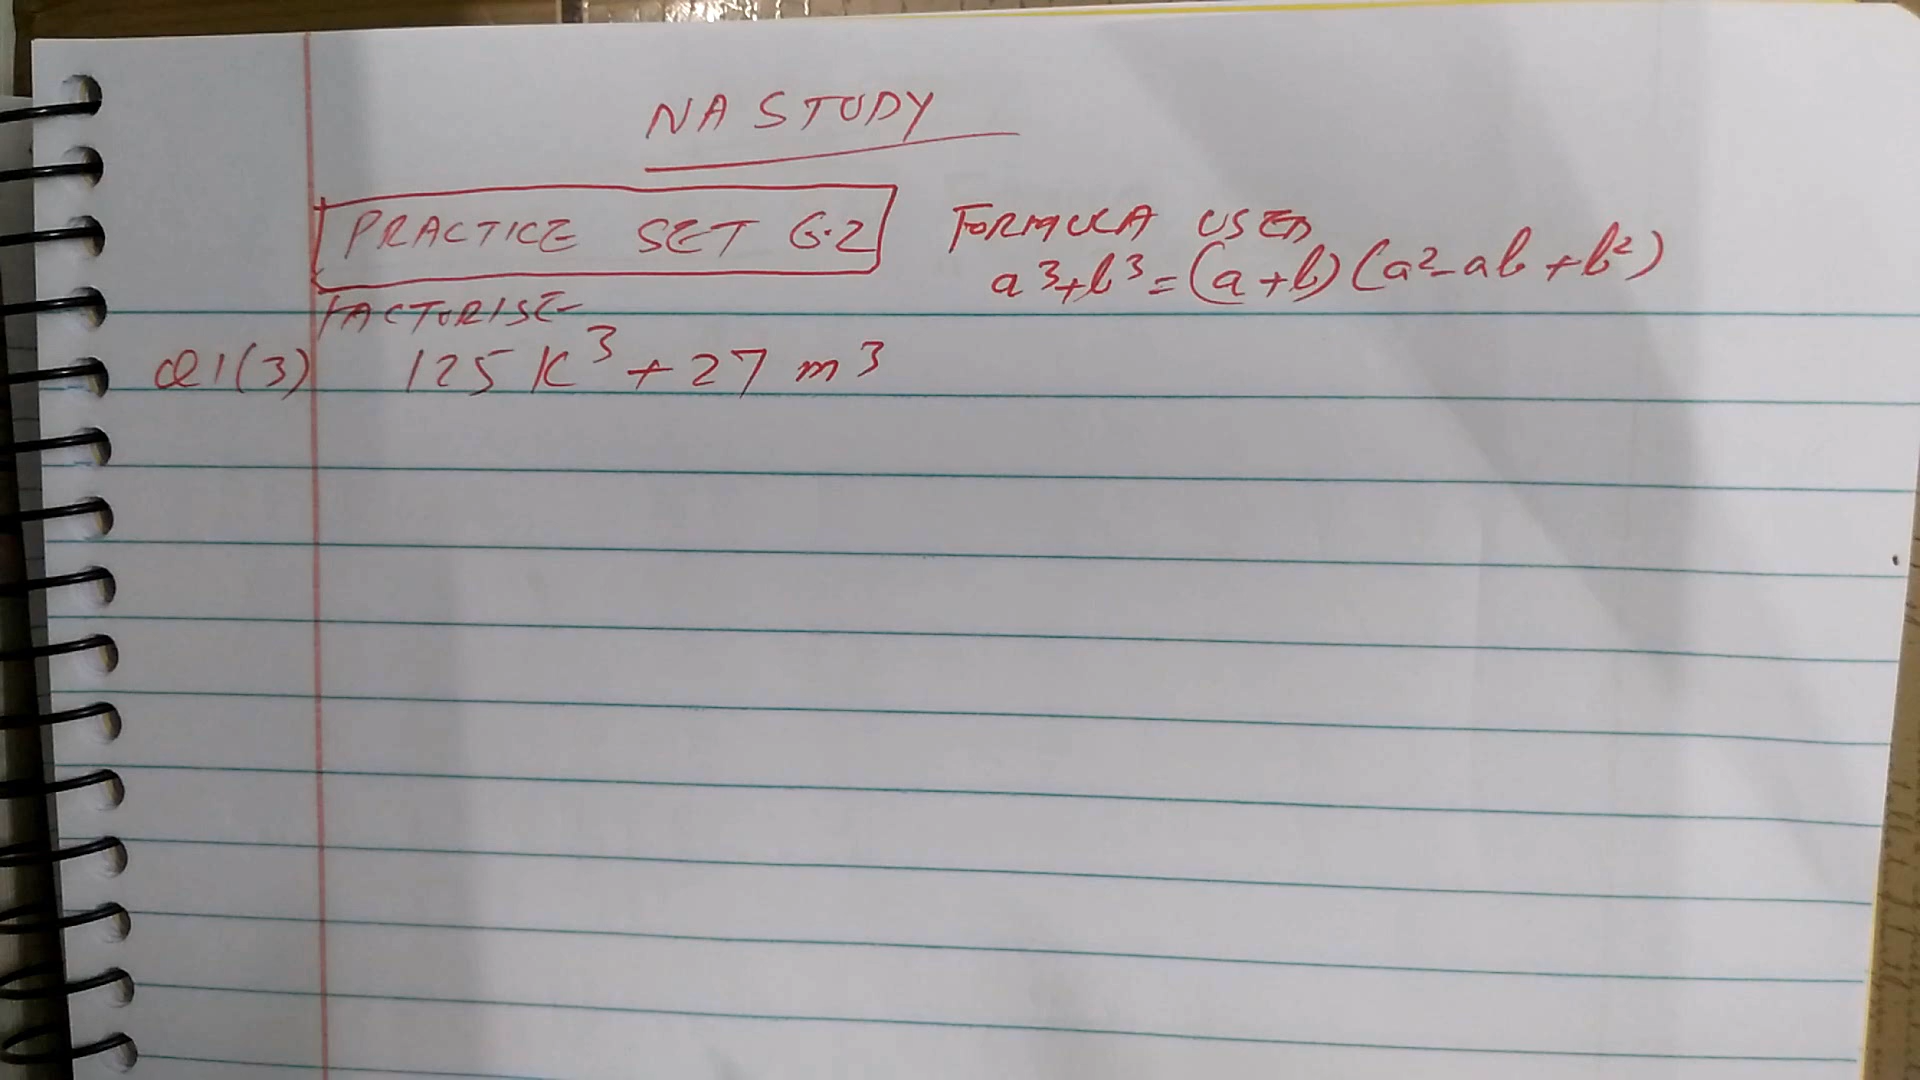 NA STUDY
PRACTICE SET 6.2
FORMULA USED
a³+b³=(a+b)(a²-ab+b²)
FACTORISE
Q1(3) 125K³+27m³